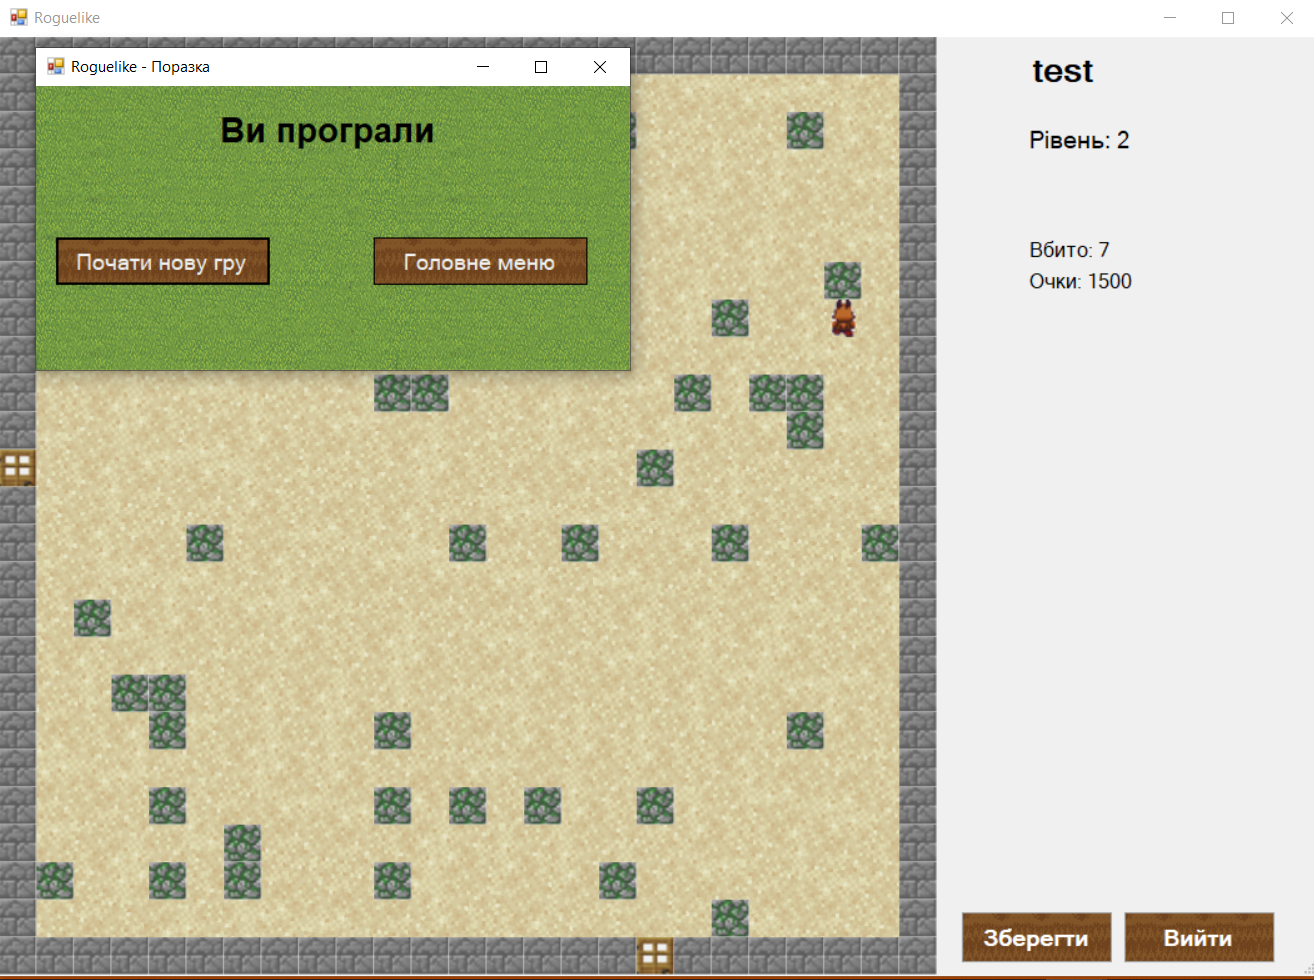 Roguelike
Roguelike - Поразка
Ви програли
Почати нову гру
Головне меню
test
Рівень: 2
Вбито: 7
Очки: 1500
Зберегти
Вийти